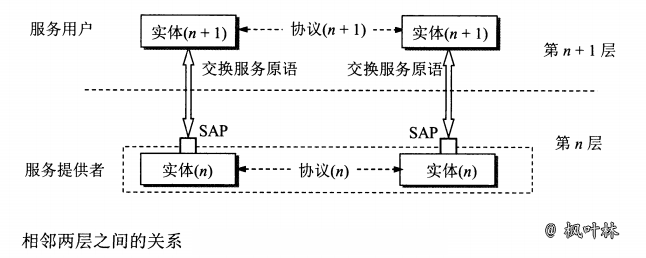 服务用户
实体(n + 1)
协议(n + 1)
实体(n + 1)
第 n + 1 层
交换服务原语
交换服务原语
SAP
SAP
第 n 层
服务提供者
实体(n)
协议(n)
实体(n)
@ 枫叶林
相邻两层之间的关系